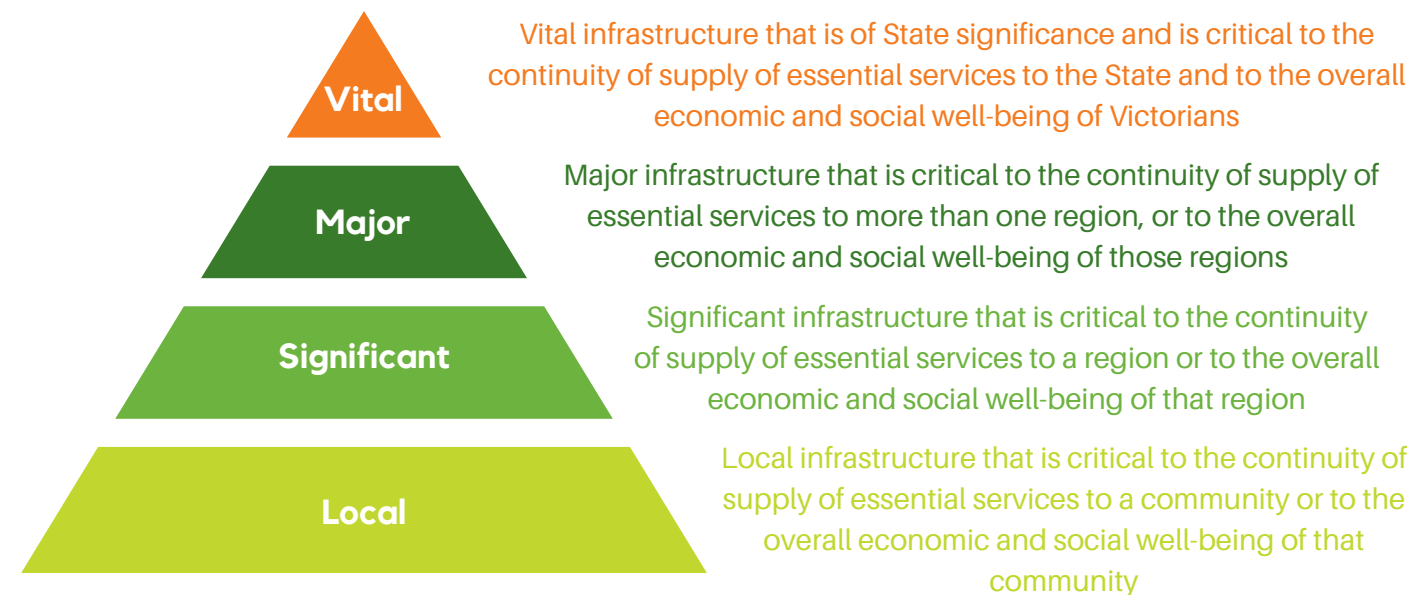 Vital
Vital infrastructure that is of State significance and is critical to the
continuity of supply of essential services to the State and to the overall
economic and social well-being of Victorians
Major
Major infrastructure that is critical to the continuity of supply of
essential services to more than one region, or to the overall
economic and social well-being of those regions
Significant
Significant infrastructure that is critical to the continuity
of supply of essential services to a region or to the overall
economic and social well-being of that region
Local
Local infrastructure that is critical to the continuity of
supply of essential services to a community or to the
overall economic and social well-being of that
community